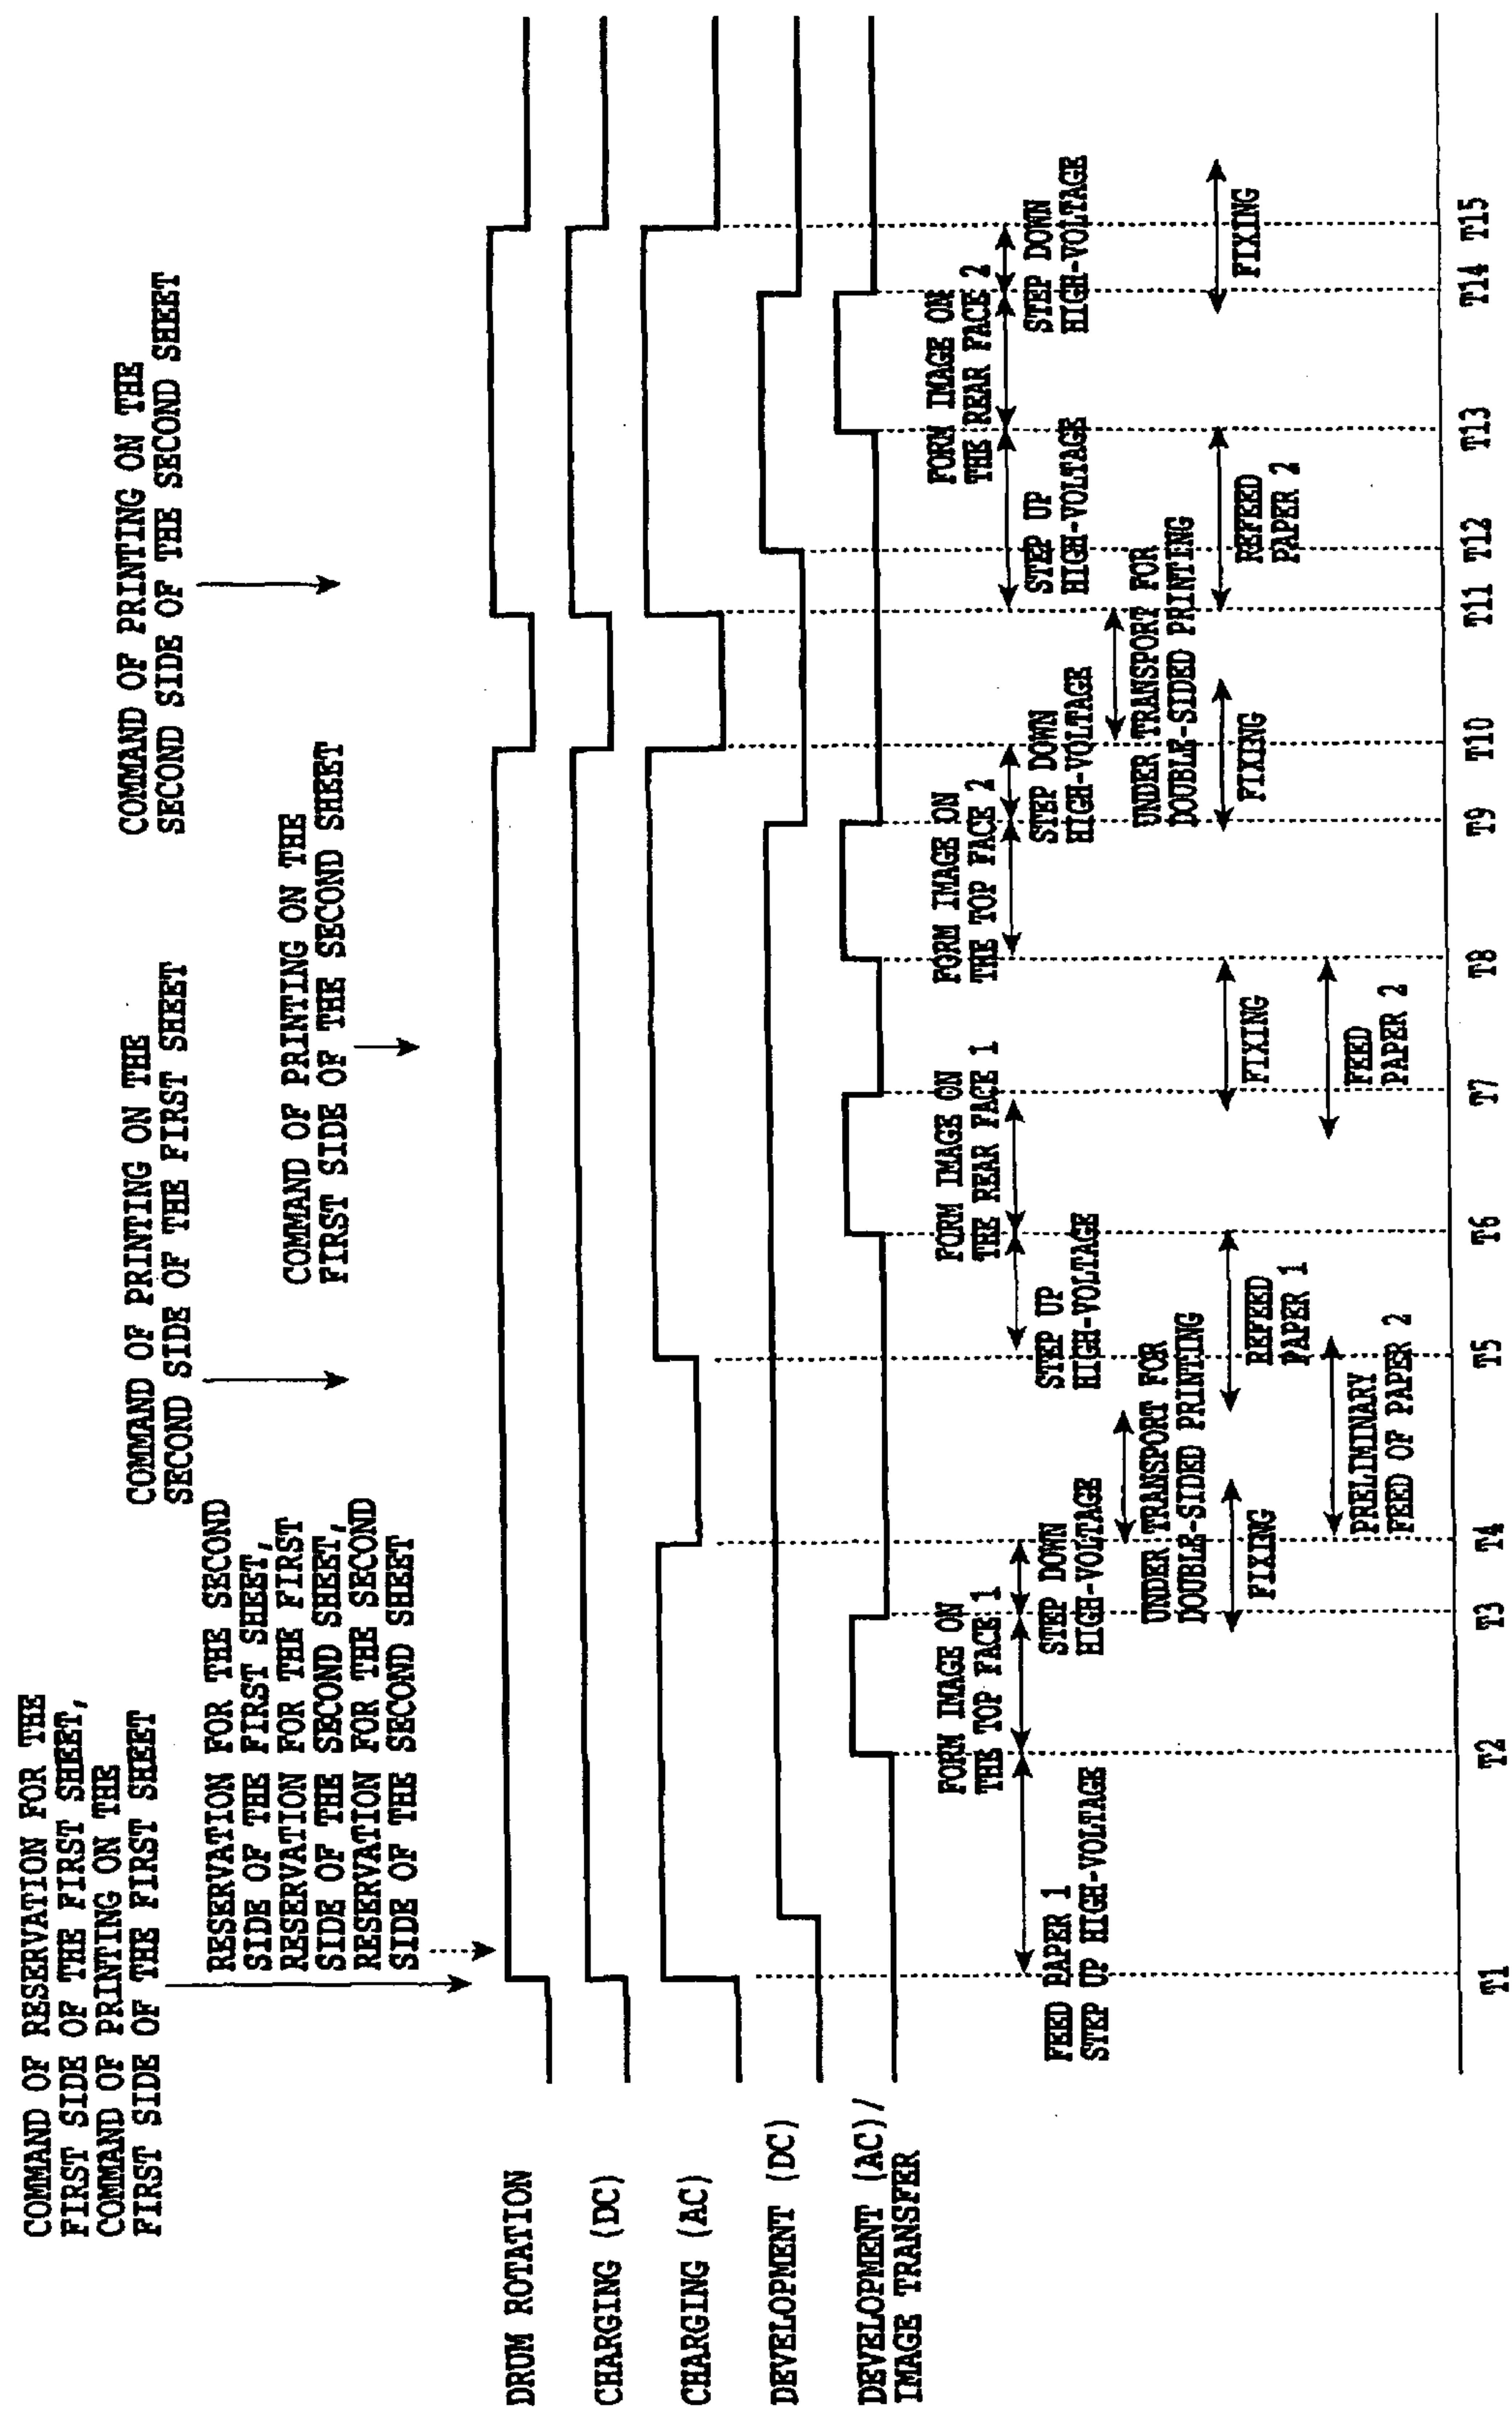 COMMAND OF RESERVATION FOR THE
FIRST SIDE OF THE FIRST SHEET,
COMMAND OF PRINTING ON THE
FIRST SIDE OF THE FIRST SHEET
RESERVATION FOR THE SECOND
SIDE OF THE FIRST SHEET,
RESERVATION FOR THE FIRST
SIDE OF THE SECOND SHEET,
RESERVATION FOR THE SECOND
SIDE OF THE SECOND SHEET
COMMAND OF PRINTING ON THE
SECOND SIDE OF THE FIRST SHEET
COMMAND OF PRINTING ON THE
FIRST SIDE OF THE SECOND SHEET
COMMAND OF PRINTING ON THE
SECOND SIDE OF THE SECOND SHEET
DRUM ROTATION
CHARGING (DC)
CHARGING (AC)
DEVELOPMENT (DC)
DEVELOPMENT (AC)/
IMAGE TRANSFER
FEED PAPER 1
STEP UP HIGH-VOLTAGE
FORM IMAGE ON
THE TOP FACE 1
STEP DOWN
HIGH-VOLTAGE
UNDER TRANSPORT FOR
DOUBLE-SIDED PRINTING
FIXING
PRELIMINARY
FEED OF PAPER 2
STEP UP
HIGH-VOLTAGE
REFEED
PAPER 1
FORM IMAGE ON
THE REAR FACE 1
FIXING
FEED
PAPER 2
FORM IMAGE ON
THE TOP FACE 2
STEP DOWN
HIGH-VOLTAGE
UNDER TRANSPORT FOR
DOUBLE-SIDED PRINTING
FIXING
STEP UP
HIGH-VOLTAGE
REFEED
PAPER 2
FORM IMAGE ON
THE REAR FACE 2
STEP DOWN
HIGH-VOLTAGE
FIXING
T1 T2 T3 T4 T5 T6 T7 T8 T9 T10 T11 T12 T13 T14 T15